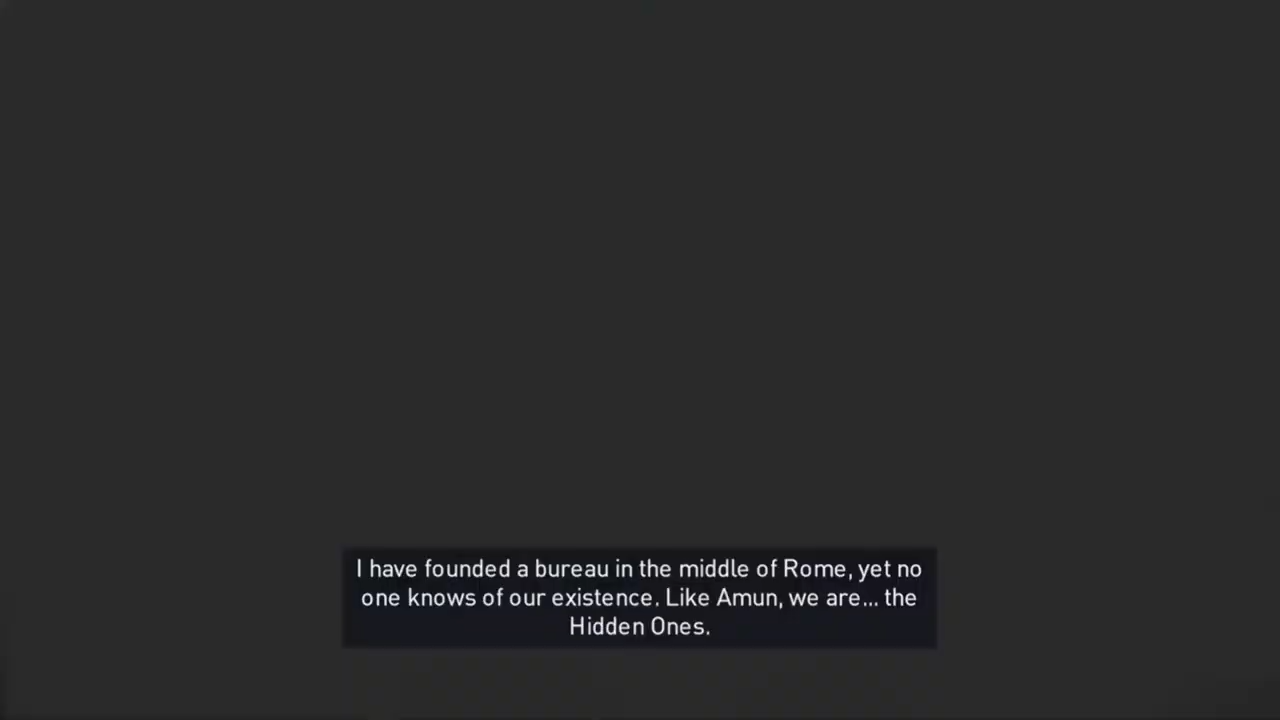 I have founded a bureau in the middle of Rome, yet no
one knows of our existence. Like Amun, we are... the
Hidden Ones.